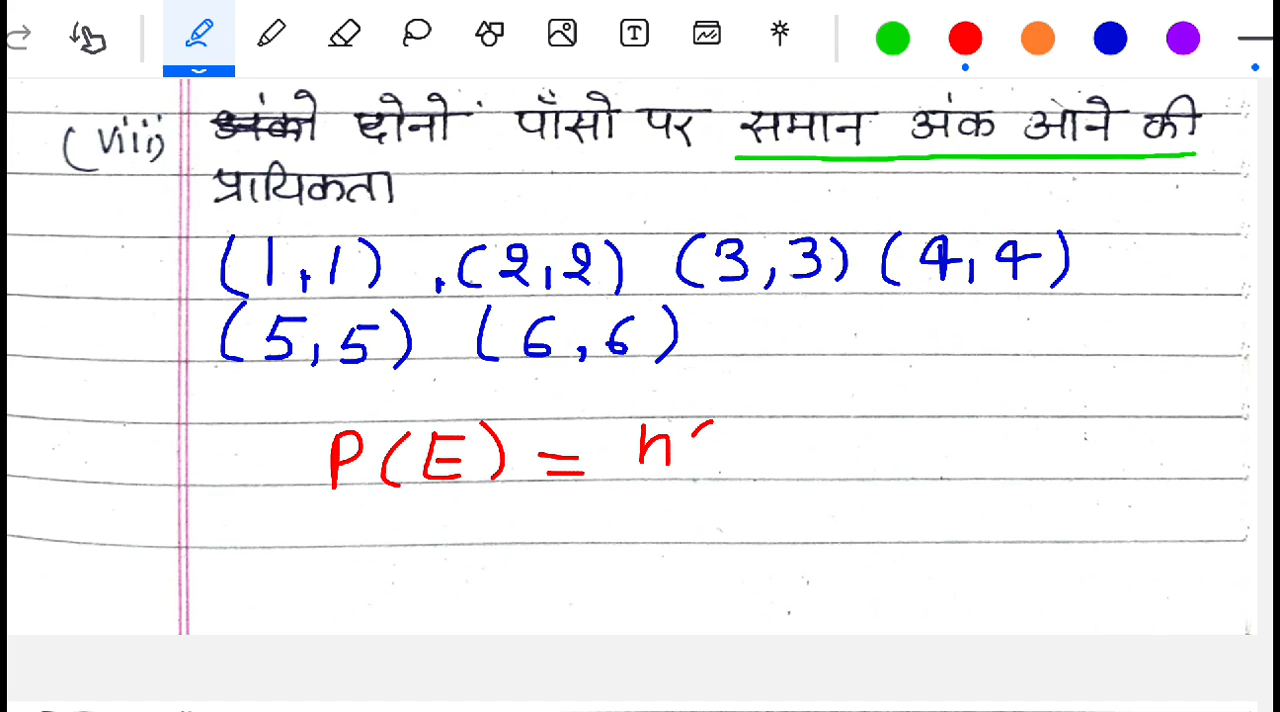 (viii) दोनों पाँसो पर समान अंक आने की
प्रायिकता
(1,1) ,(2,2) (3,3) (4,4)
(5,5) (6,6)
P(E) = n